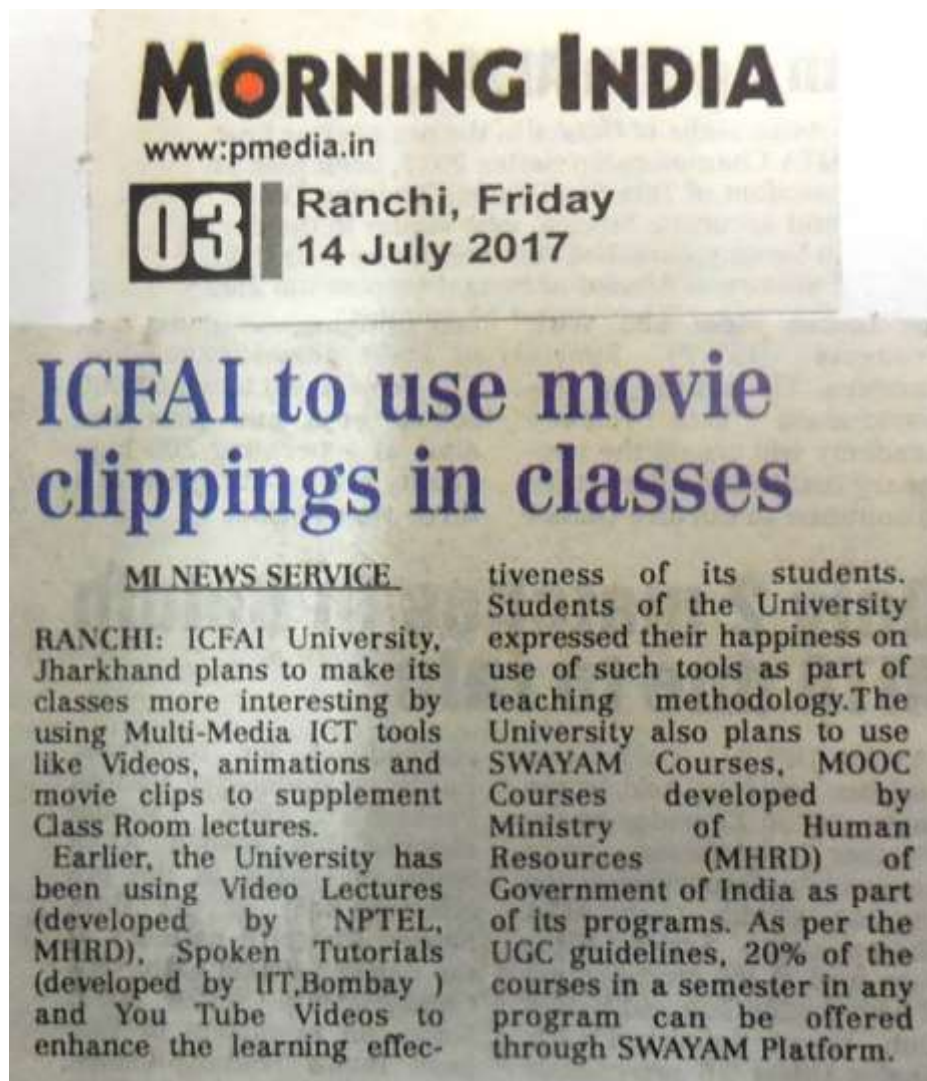 MORNING INDIA
www:pmedia.in
03
Ranchi, Friday
14 July 2017
ICFAI to use movie
clippings in classes
MI NEWS SERVICE
RANCHI: ICFAI University,
Jharkhand plans to make its
classes more interesting by
using Multi-Media ICT tools
like Videos, animations and
movie clips to supplement
Class Room lectures.
Earlier, the University has
been using Video Lectures
(developed by NPTEL,
MHRD), Spoken Tutorials
(developed by IIT,Bombay )
and You Tube Videos to
enhance the learning effec-
tiveness of its students.
Students of the University
expressed their happiness on
use of such tools as part of
teaching methodology.The
University also plans to use
SWAYAM Courses, MOOC
Courses developed by
Ministry of Human
Resources (MHRD) of
Government of India as part
of its programs. As per the
UGC guidelines, 20% of the
courses in a semester in any
program can be offered
through SWAYAM Platform.